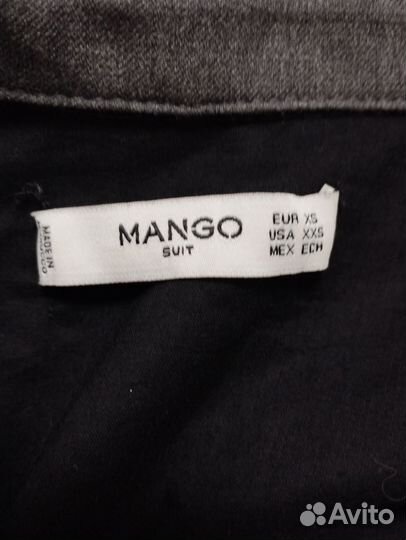 MANGO
SUIT
EUR XS
USA XXS
MEX ECH
MADE IN
Avito